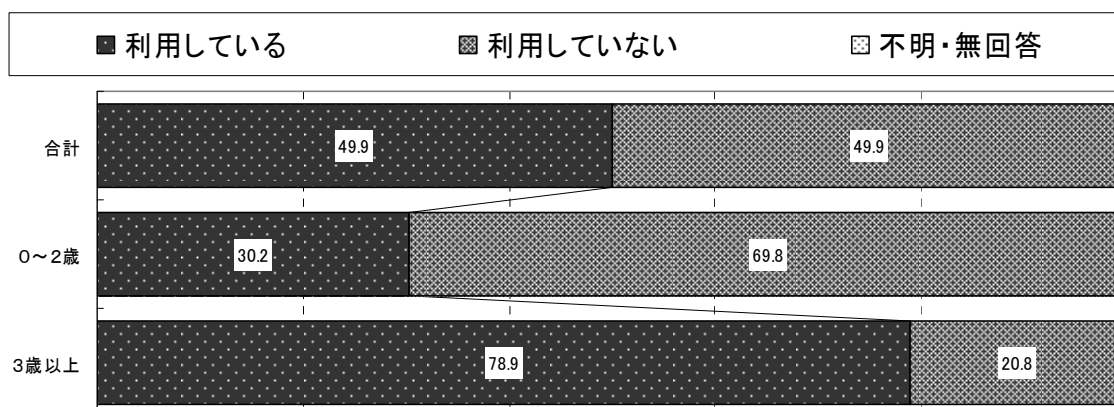 利用している 利用していない 不明・無回答
合計 49.9 49.9
0～2歳 30.2 69.8
3歳以上 78.9 20.8